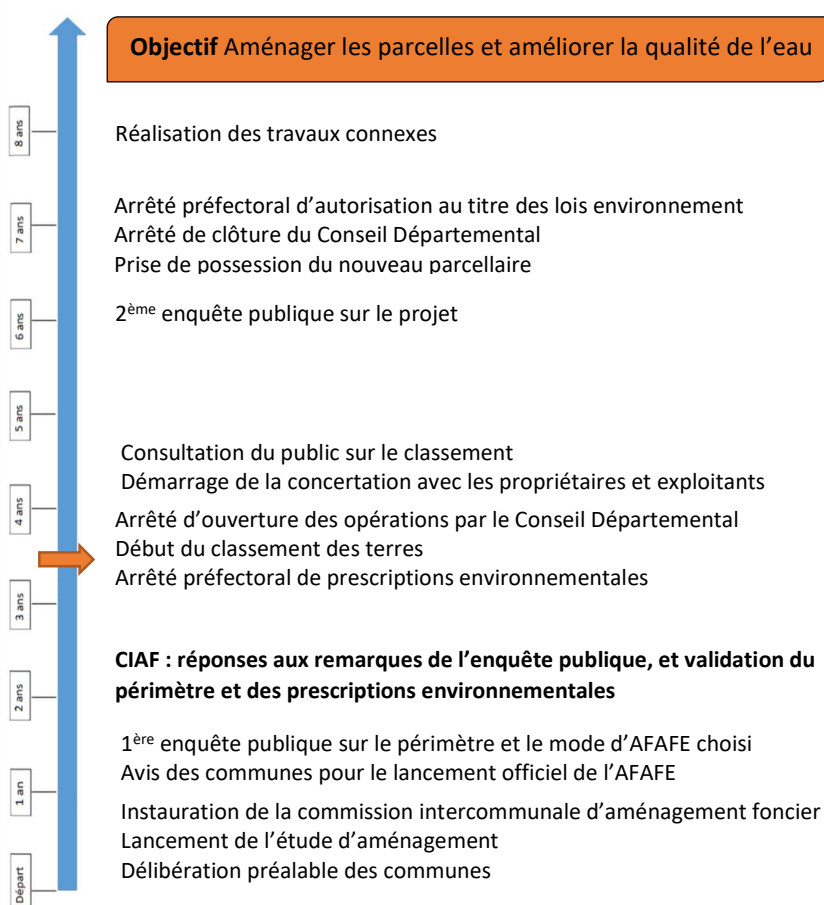 Objectif Aménager les parcelles et améliorer la qualité de l’eau
8 ans
Réalisation des travaux connexes
7 ans
Arrêté préfectoral d’autorisation au titre des lois environnement
Arrêté de clôture du Conseil Départemental
Prise de possession du nouveau parcellaire
6 ans
2ème enquête publique sur le projet
5 ans
Consultation du public sur le classement
Démarrage de la concertation avec les propriétaires et exploitants
4 ans
Arrêté d’ouverture des opérations par le Conseil Départemental
Début du classement des terres
Arrêté préfectoral de prescriptions environnementales
3 ans
CIAF : réponses aux remarques de l’enquête publique, et validation du
périmètre et des prescriptions environnementales
2 ans
1ère enquête publique sur le périmètre et le mode d’AFAFE choisi
Avis des communes pour le lancement officiel de l’AFAFE
1 an
Instauration de la commission intercommunale d’aménagement foncier
Lancement de l’étude d’aménagement
Délibération préalable des communes
Départ